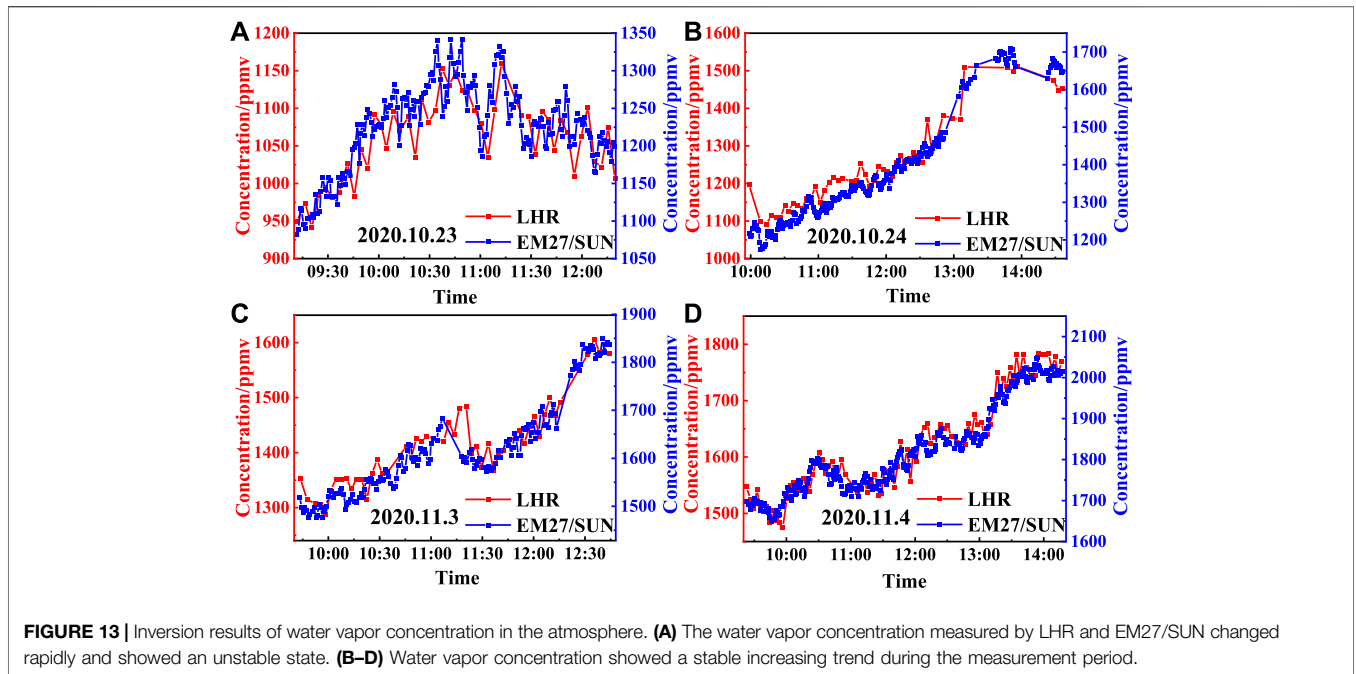 A
1200
1150
1100
1050
1000
950
900
Concentration/ppmv
1350
1300
1250
1200
1150
1100
1050
Concentration/ppmv
LHR
2020.10.23
EM27/SUN
09:30 10:00 10:30 11:00 11:30 12:00
Time
B
1600
1500
1400
1300
1200
1100
1000
Concentration/ppmv
1700
1600
1500
1400
1300
1200
Concentration/ppmv
LHR
2020.10.24
EM27/SUN
10:00 11:00 12:00 13:00 14:00
Time
C
1600
1500
1400
1300
Concentration/ppmv
1900
1800
1700
1600
1500
Concentration/ppmv
LHR
2020.11.3
EM27/SUN
10:00 10:30 11:00 11:30 12:00 12:30
Time
D
1800
1700
1600
1500
Concentration/ppmv
2100
2000
1900
1800
1700
1600
Concentration/ppmv
LHR
2020.11.4
EM27/SUN
10:00 11:00 12:00 13:00 14:00
Time
FIGURE 13 | Inversion results of water vapor concentration in the atmosphere. (A) The water vapor concentration measured by LHR and EM27/SUN changed
rapidly and showed an unstable state. (B–D) Water vapor concentration showed a stable increasing trend during the measurement period.